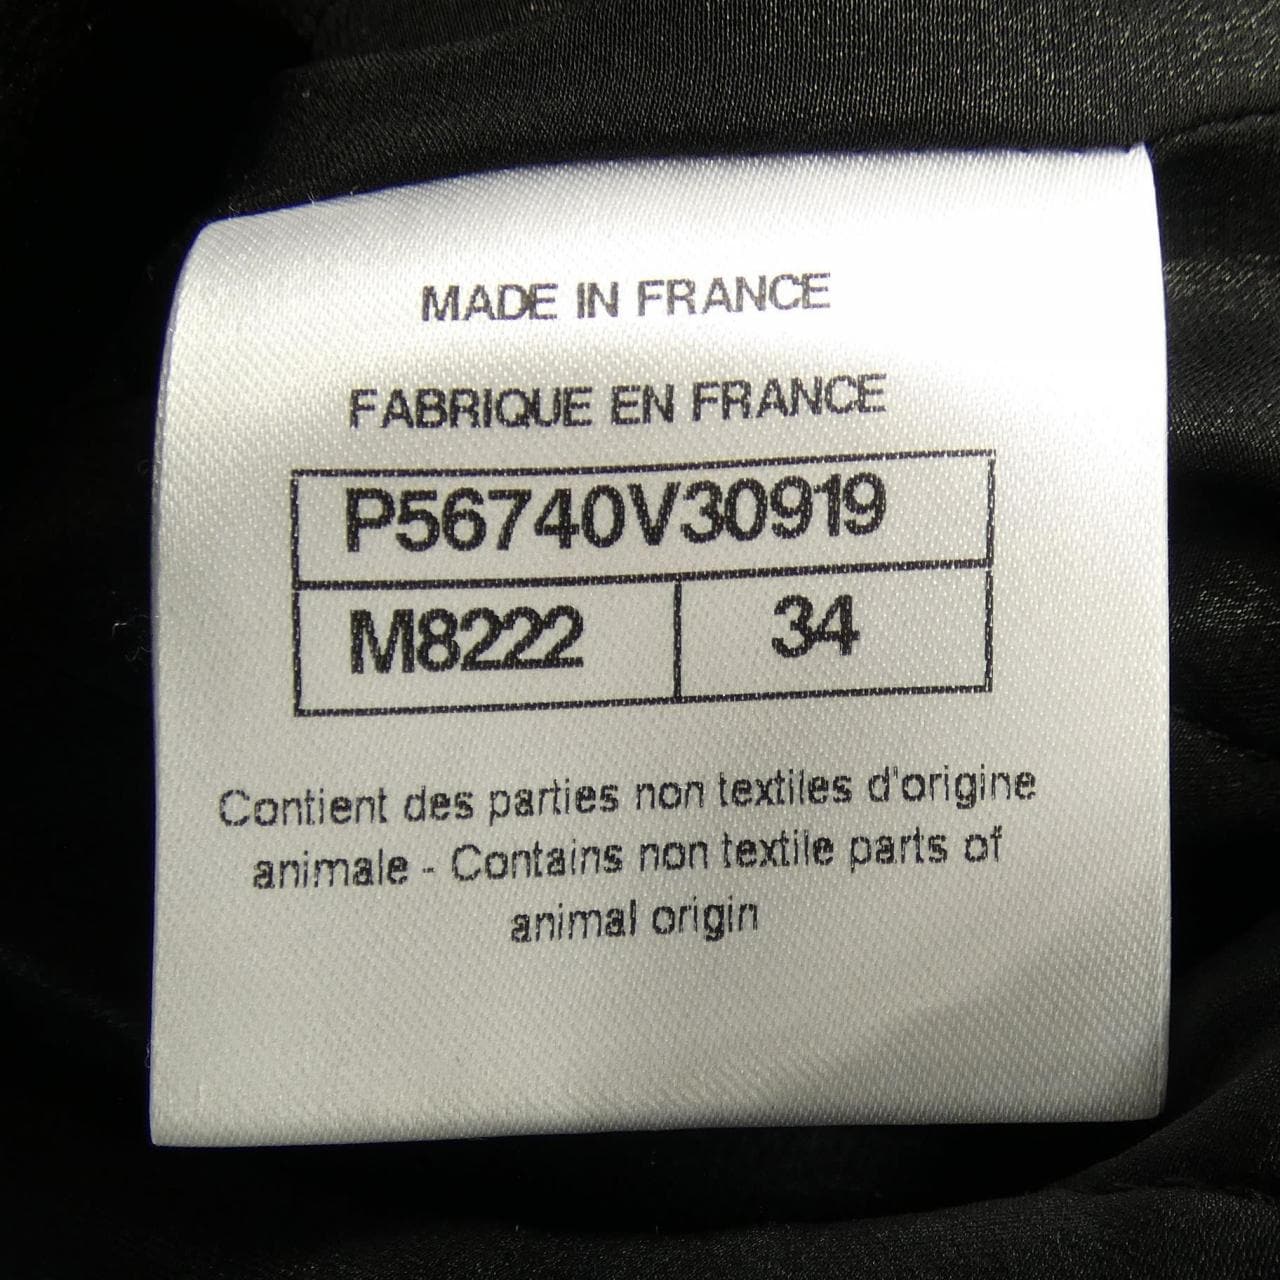 MADE IN FRANCE
FABRIQUE EN FRANCE
P56740V30919
M8222 34
Contient des parties non textiles d'origine
animale - Contains non textile parts of
animal origin